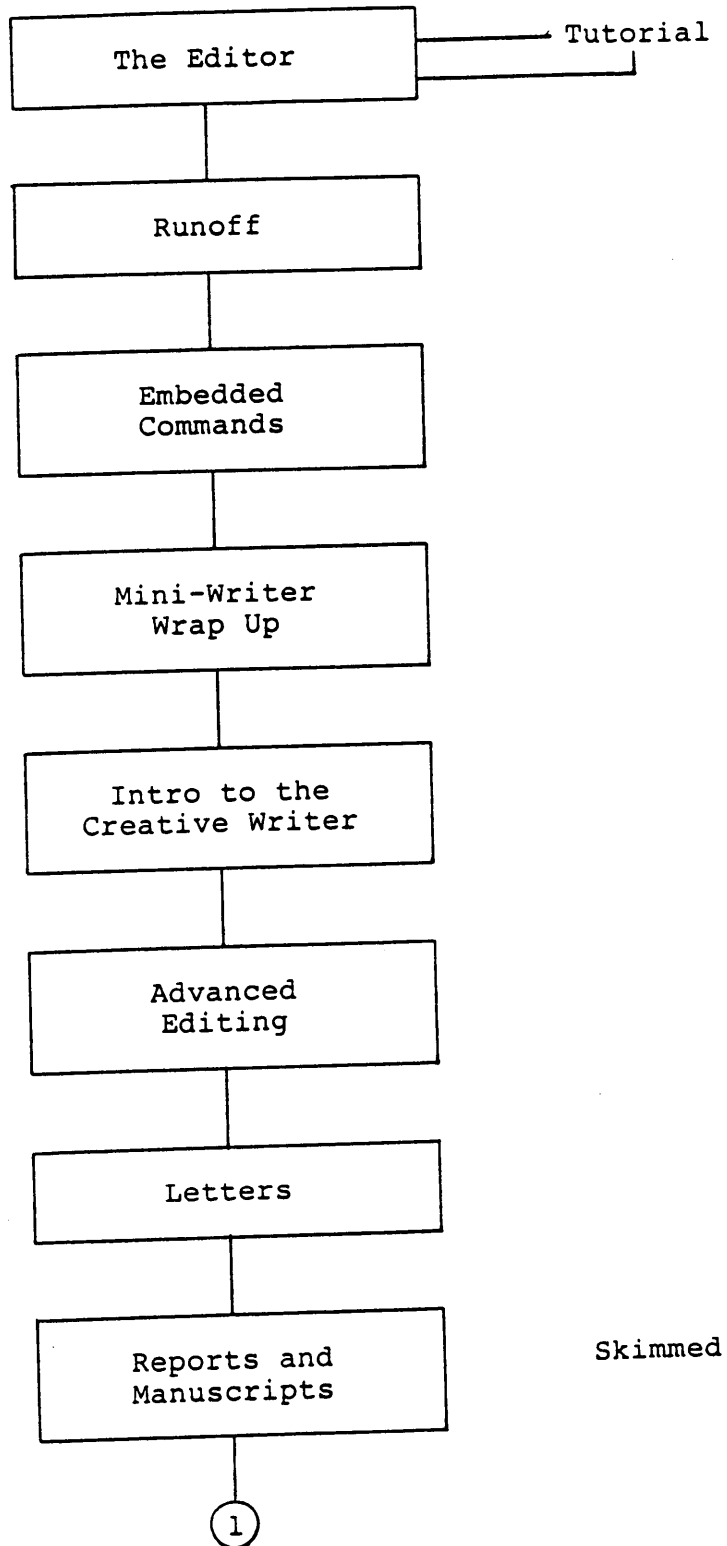 The Editor
Tutorial
Runoff
Embedded
Commands
Mini-Writer
Wrap Up
Intro to the
Creative Writer
Advanced
Editing
Letters
Reports and
Manuscripts
Skimmed
1